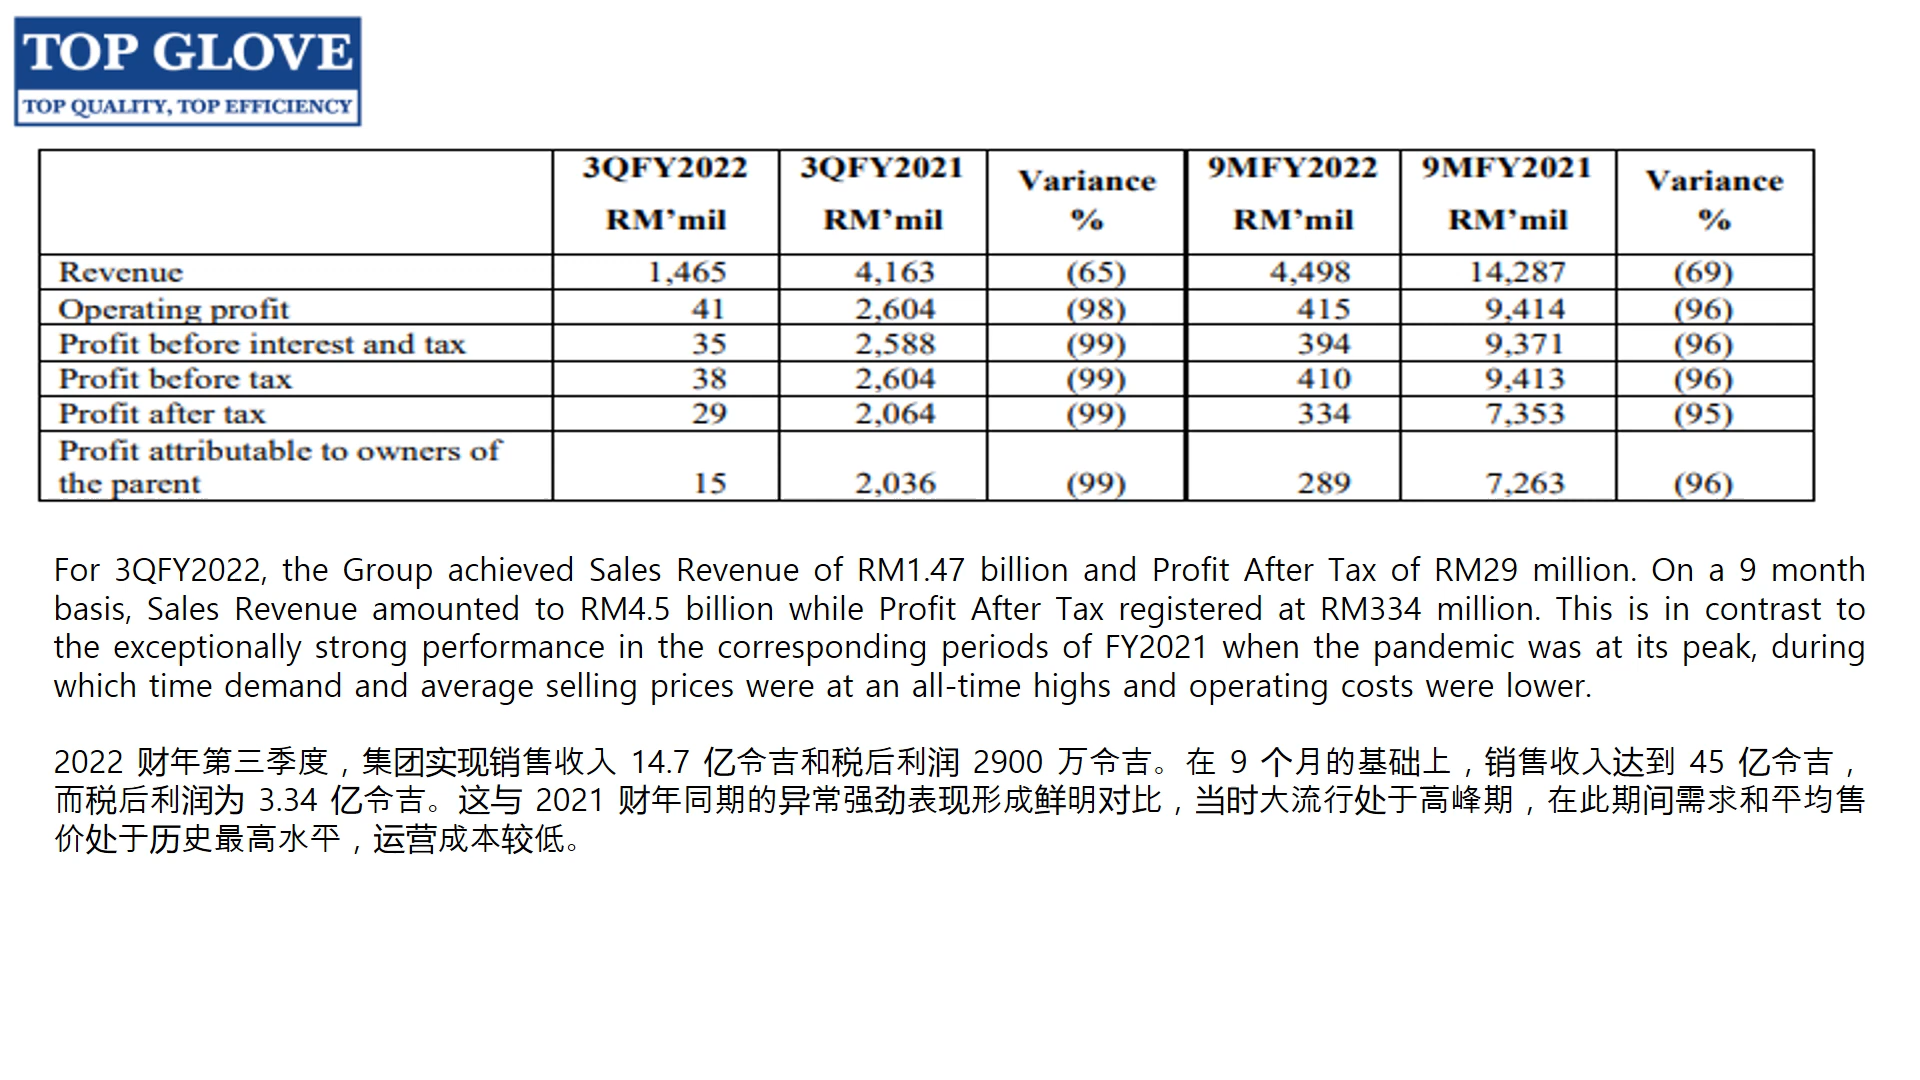 TOP GLOVE
TOP QUALITY, TOP EFFICIENCY
3QFY2022 RM’mil 3QFY2021 RM’mil Variance % 9MFY2022 RM’mil 9MFY2021 RM’mil Variance %
Revenue 1,465 4,163 (65) 4,498 14,287 (69)
Operating profit 41 2,604 (98) 415 9,414 (96)
Profit before interest and tax 35 2,588 (99) 394 9,371 (96)
Profit before tax 38 2,604 (99) 410 9,413 (96)
Profit after tax 29 2,064 (99) 334 7,353 (95)
Profit attributable to owners of
the parent 15 2,036 (99) 289 7,263 (96)
For 3QFY2022, the Group achieved Sales Revenue of RM1.47 billion and Profit After Tax of RM29 million. On a 9 month
basis, Sales Revenue amounted to RM4.5 billion while Profit After Tax registered at RM334 million. This is in contrast to
the exceptionally strong performance in the corresponding periods of FY2021 when the pandemic was at its peak, during
which time demand and average selling prices were at an all-time highs and operating costs were lower.
2022 财年第三季度，集团实现销售收入 14.7 亿令吉和税后利润 2900 万令吉。在 9 个月的基础上，销售收入达到 45 亿令吉，
而税后利润为 3.34 亿令吉。这与 2021 财年同期的异常强劲表现形成鲜明对比，当时大流行处于高峰期，在此期间需求和平均售
价处于历史最高水平，运营成本较低。